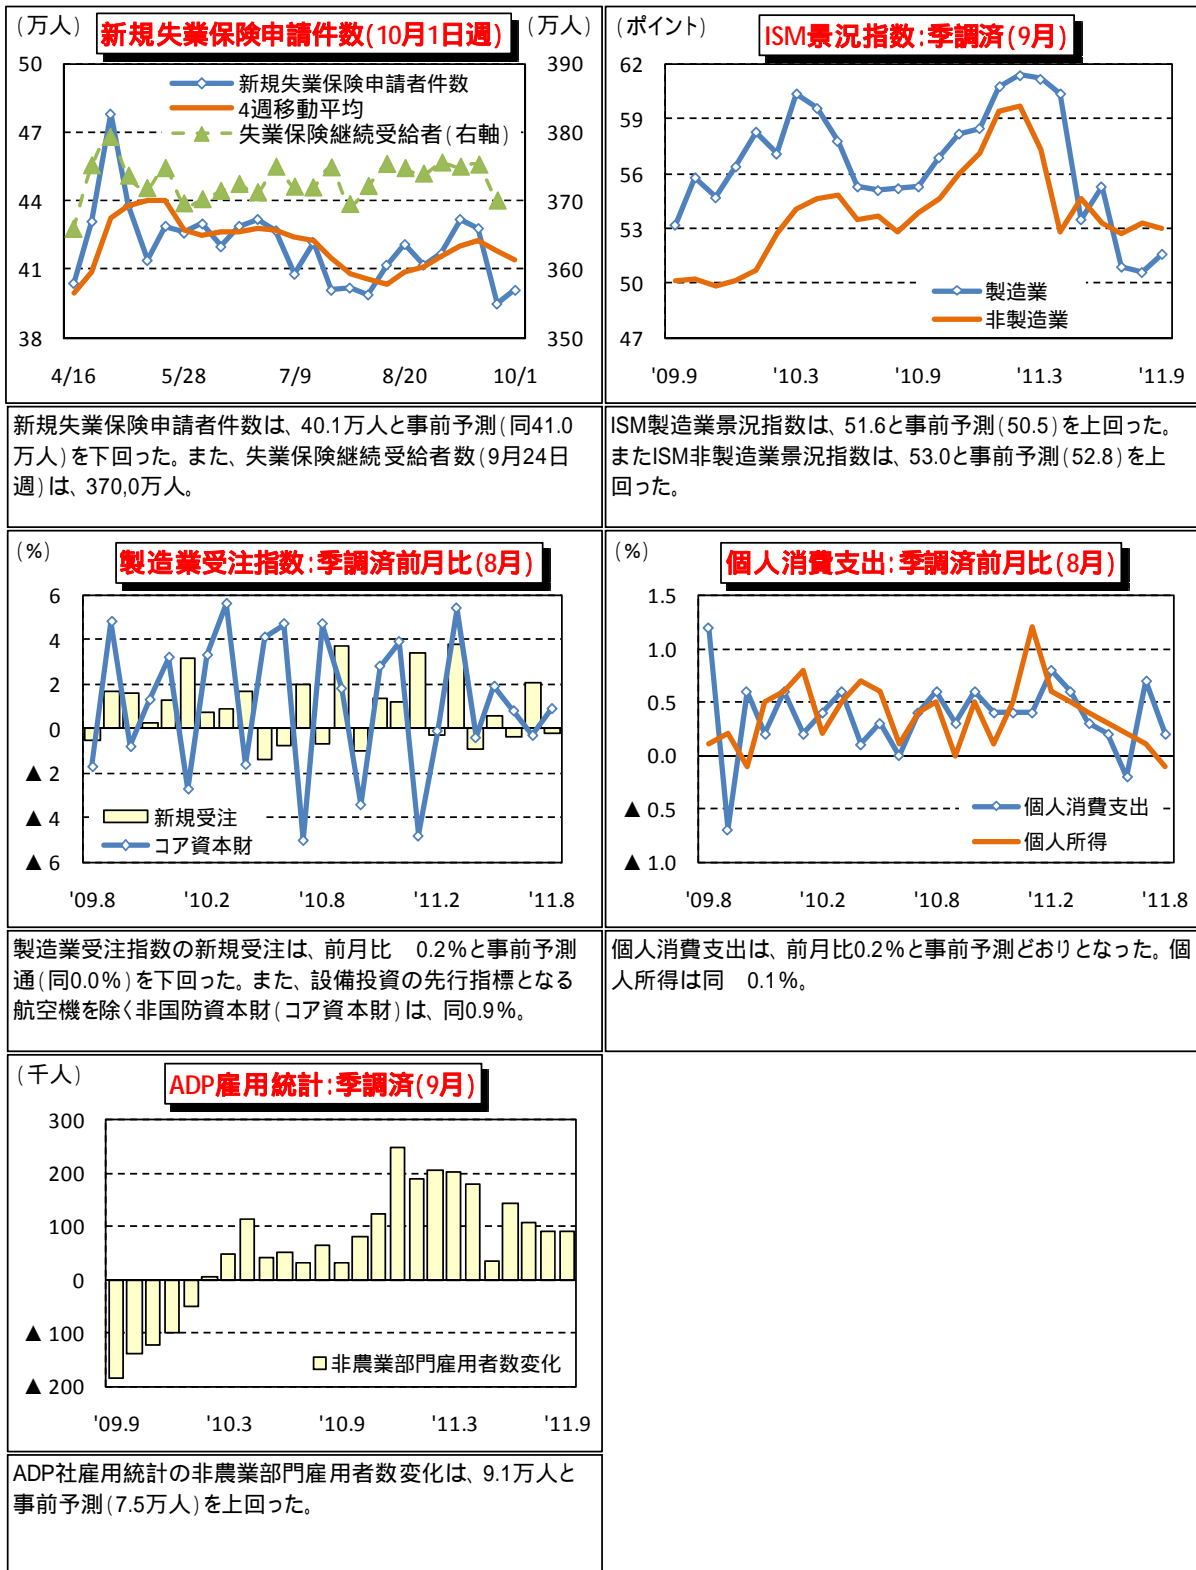 (万人)
新規失業保険申請件数(10月1日週)
(万人)
50
47
44
41
38
390
380
370
360
350
新規失業保険申請者件数
4週移動平均
失業保険継続受給者(右軸)
4/16
5/28
7/9
8/20
10/1
新規失業保険申請者件数は、40.1万人と事前予測(同41.0
万人)を下回った。また、失業保険継続受給者数(9月24日
週)は、370,0万人。
(ポイント)
ISM景況指数:季調済(9月)
62
59
56
53
50
47
製造業
非製造業
'09.9
'10.3
'10.9
'11.3
'11.9
ISM製造業景況指数は、51.6と事前予測(50.5)を上回った。
またISM非製造業景況指数は、53.0と事前予測(52.8)を上
回った。
(%)
製造業受注指数:季調済前月比(8月)
6
4
2
0
▲ 2
▲ 4
▲ 6
新規受注
コア資本財
'09.8
'10.2
'10.8
'11.2
'11.8
製造業受注指数の新規受注は、前月比　0.2%と事前予測
通(同0.0%)を下回った。また、設備投資の先行指標となる
航空機を除く非国防資本財(コア資本財)は、同0.9%。
(%)
個人消費支出:季調済前月比(8月)
1.5
1.0
0.5
0.0
▲ 0.5
▲ 1.0
個人消費支出
個人所得
'09.8
'10.2
'10.8
'11.2
'11.8
個人消費支出は、前月比0.2%と事前予測どおりとなった。個
人所得は同　0.1%。
(千人)
ADP雇用統計:季調済(9月)
300
200
100
0
▲ 100
▲ 200
非農業部門雇用者数変化
'09.9
'10.3
'10.9
'11.3
'11.9
ADP社雇用統計の非農業部門雇用者数変化は、9.1万人と
事前予測(7.5万人)を上回った。